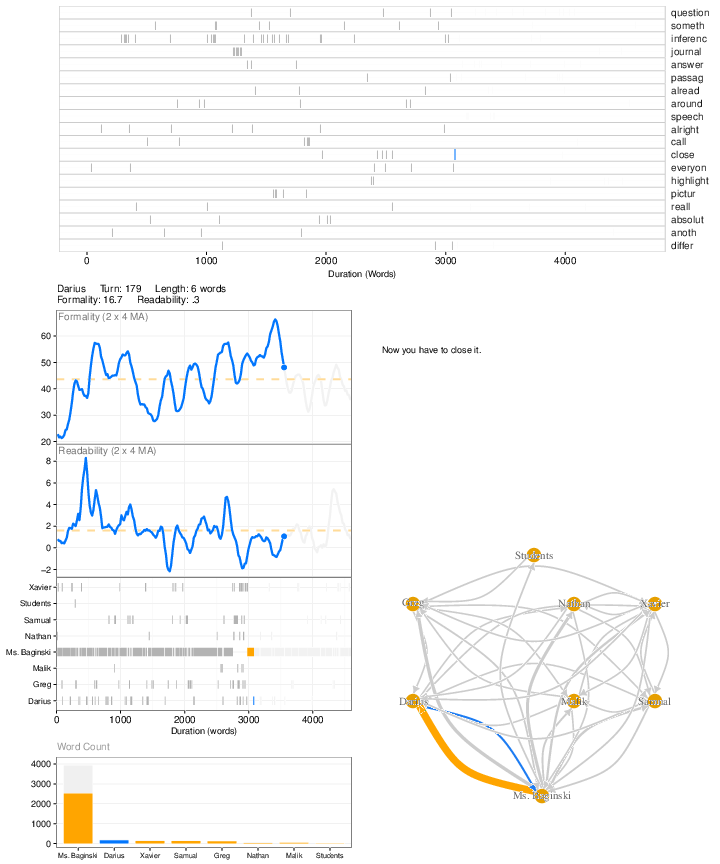 question
someth
inferenc
journal
answer
passag
alread
around
speech
alright
call
close
everyon
highlight
pictur
reall
absolut
anoth
differ
0 1000 2000 3000 4000
Duration (Words)
Darius Turn: 179 Length: 6 words
Formality: 16.7 Readability: .3
Formality (2 x 4 MA)
60
50
40
30
20
Now you have to close it.
Readability (2 x 4 MA)
8
6
4
2
0
−2
Xavier
Students
Samual
Nathan
Ms. Baginski
Malik
Greg
Darius
0 1000 2000 3000 4000
Duration (words)
Students
Greg Nathan Xavier
Darius Malik Samual
Ms. Baginski
Word Count
4000
3000
2000
1000
0
Ms. Baginski Darius Xavier Samual Greg Nathan Malik Students